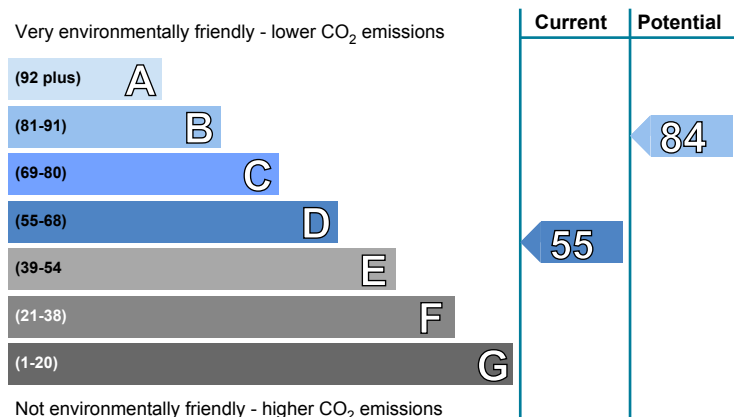 Very environmentally friendly - lower CO2 emissions
Current
Potential
(92 plus) A
(81-91) B
84
(69-80) C
(55-68) D
55
(39-54 E
(21-38) F
(1-20) G
Not environmentally friendly - higher CO2 emissions